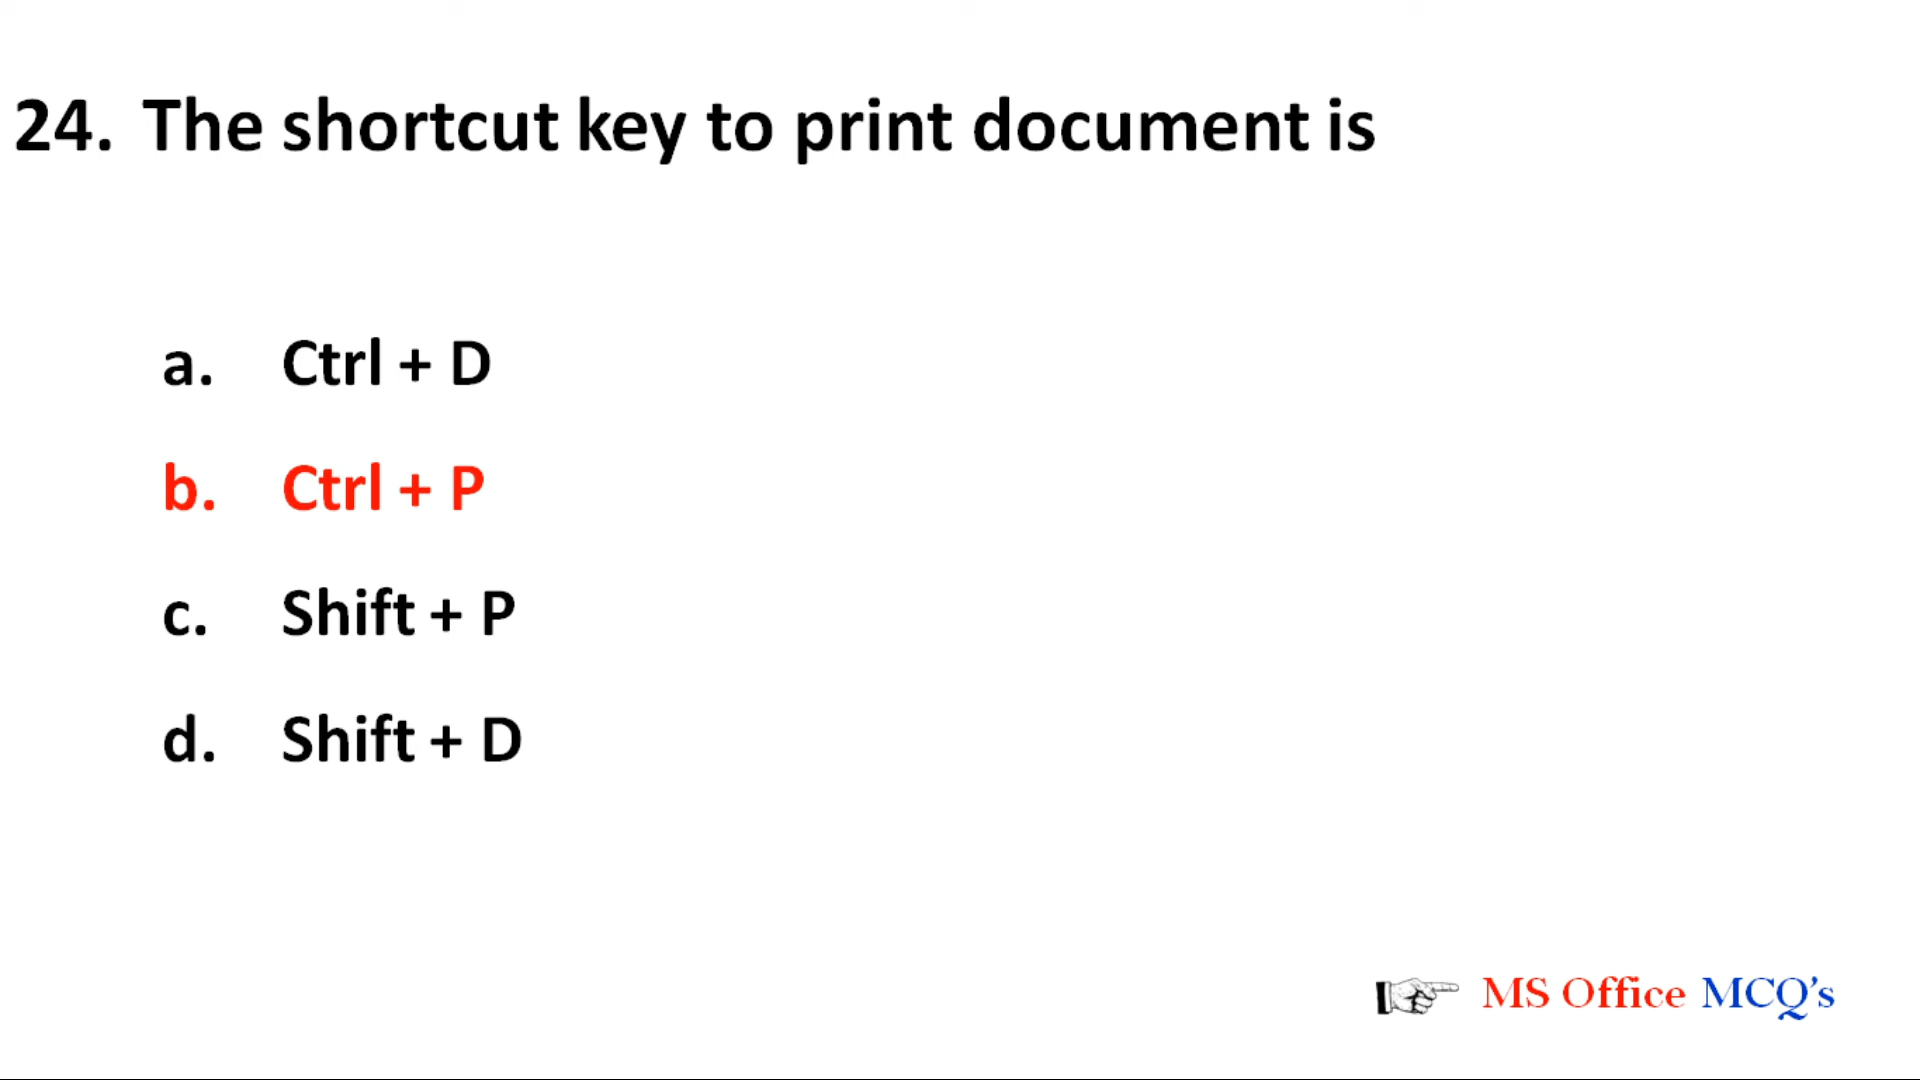 24. The shortcut key to print document is
a. Ctrl + D
b. Ctrl + P
c. Shift + P
d. Shift + D
MS Office MCQ's